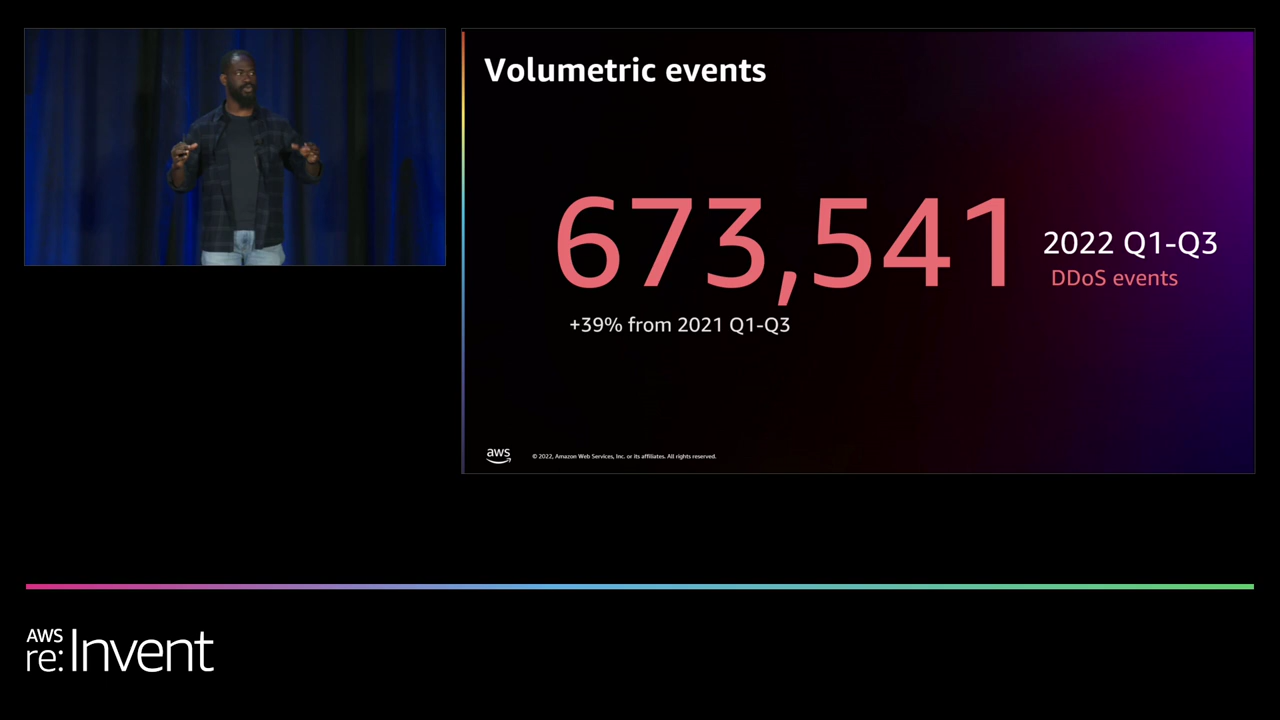 Volumetric events
673,541
2022 Q1-Q3
DDoS events
+39% from 2021 Q1-Q3
aws
© 2022, Amazon Web Services, Inc. or its affiliates. All rights reserved.
AWS
re:Invent